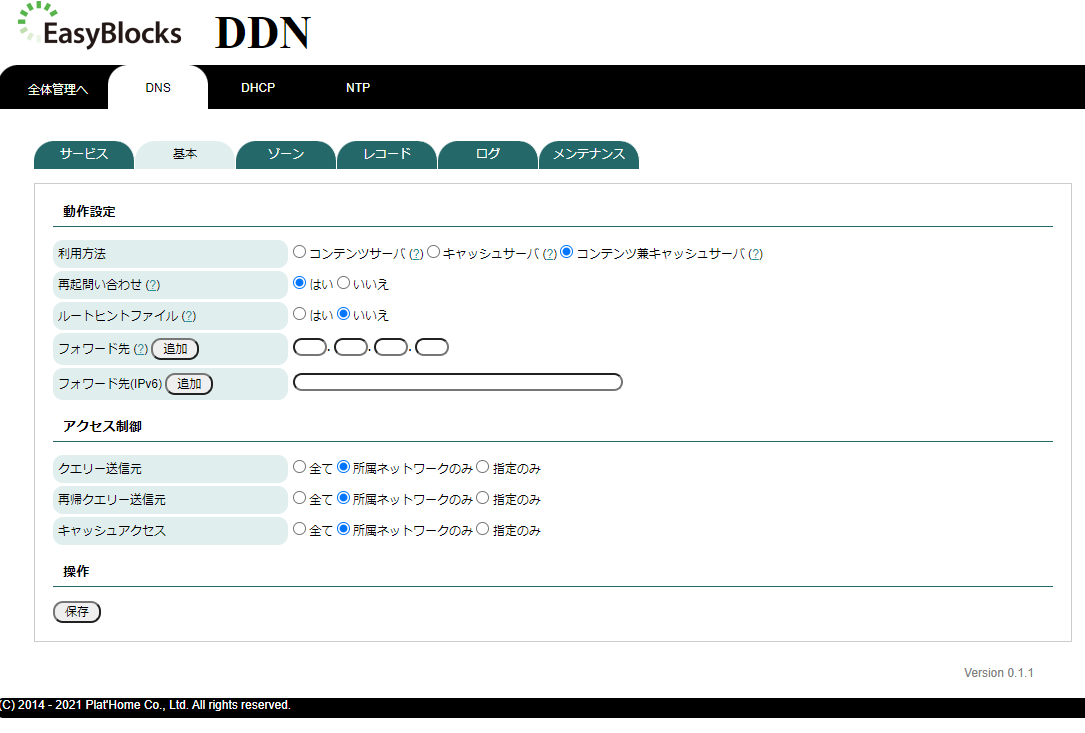 EasyBlocks DDN
全体管理へ DNS DHCP NTP
サービス 基本 ゾーン レコード ログ メンテナンス
動作設定
利用方法 コンテンツサーバ (?) キャッシュサーバ (?) コンテンツ兼キャッシュサーバ (?)
再起問い合わせ (?) はい いいえ
ルートヒントファイル (?) はい いいえ
フォワード先 (?) 追加 . . .
フォワード先(IPv6) 追加
アクセス制御
クエリー送信元 全て 所属ネットワークのみ 指定のみ
再帰クエリー送信元 全て 所属ネットワークのみ 指定のみ
キャッシュアクセス 全て 所属ネットワークのみ 指定のみ
操作
保存
Version 0.1.1
(C) 2014 - 2021 Plat'Home Co., Ltd. All rights reserved.